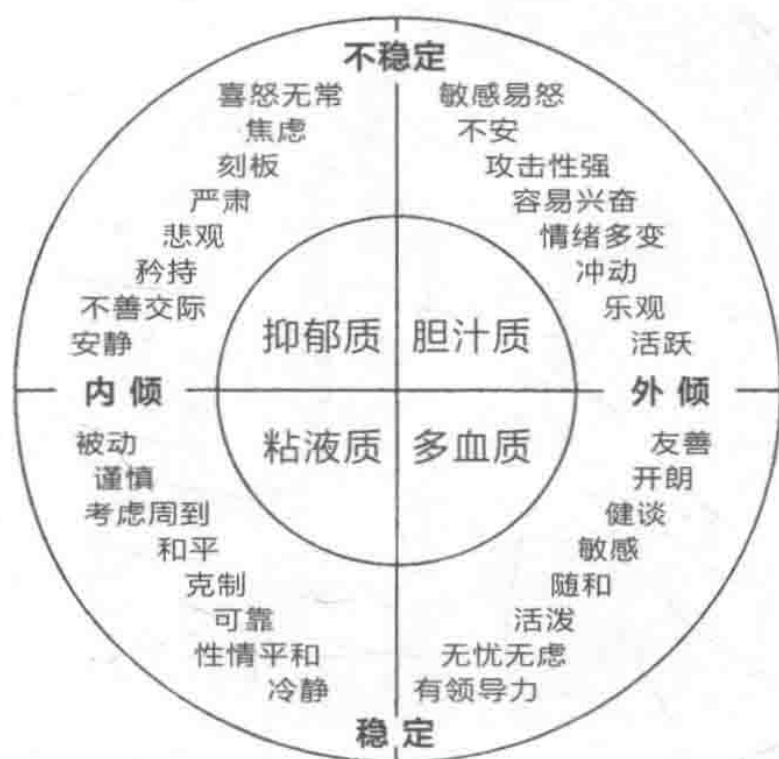 不稳定
喜怒无常 敏感易怒
焦虑 不安
刻板 攻击性强
严肃 容易兴奋
悲观 情绪多变
矜持 冲动
不善交际 乐观
安静 活跃
抑郁质 胆汁质
内倾 外倾
粘液质 多血质
被动 友善
谨慎 开朗
考虑周到 健谈
和平 敏感
克制 随和
可靠 活泼
性情平和 无忧无虑
冷静 有领导力
稳定